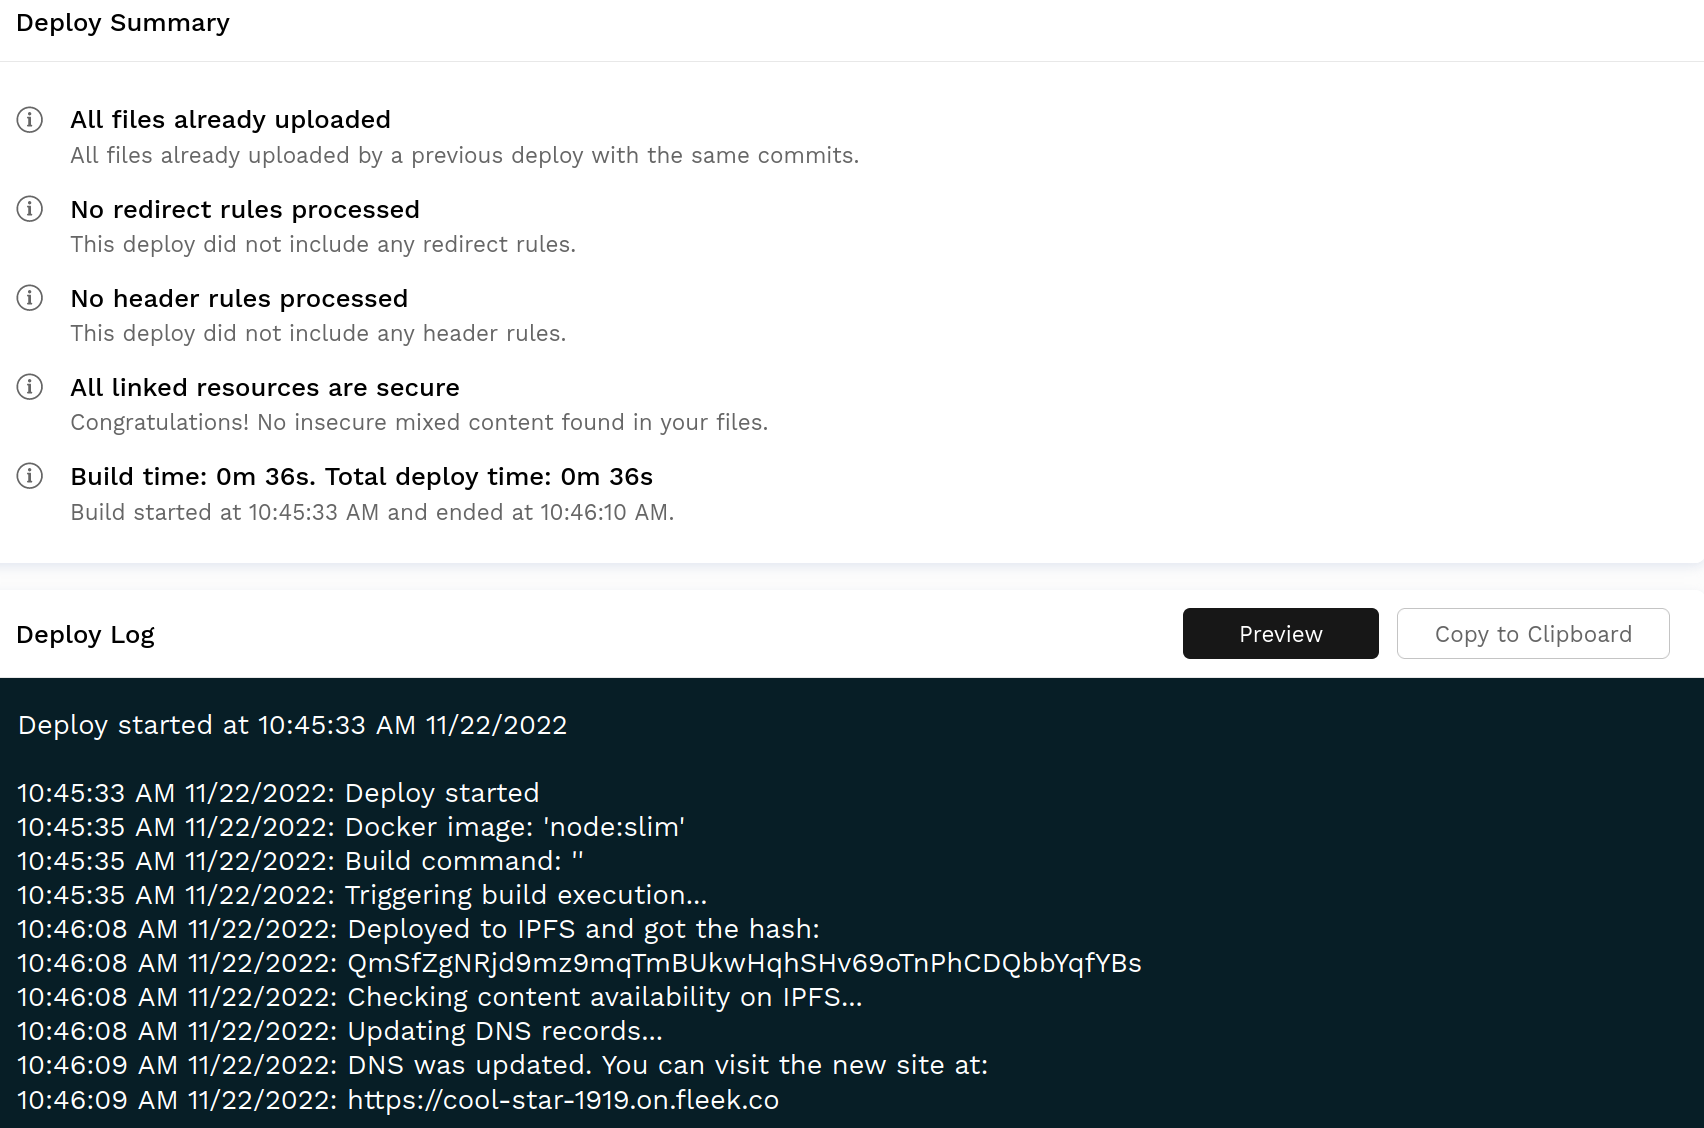 Deploy Summary
All files already uploaded
All files already uploaded by a previous deploy with the same commits.
No redirect rules processed
This deploy did not include any redirect rules.
No header rules processed
This deploy did not include any header rules.
All linked resources are secure
Congratulations! No insecure mixed content found in your files.
Build time: 0m 36s. Total deploy time: 0m 36s
Build started at 10:45:33 AM and ended at 10:46:10 AM.
Deploy Log
Preview
Copy to Clipboard
Deploy started at 10:45:33 AM 11/22/2022
10:45:33 AM 11/22/2022: Deploy started
10:45:35 AM 11/22/2022: Docker image: 'node:slim'
10:45:35 AM 11/22/2022: Build command: ''
10:45:35 AM 11/22/2022: Triggering build execution...
10:46:08 AM 11/22/2022: Deployed to IPFS and got the hash:
10:46:08 AM 11/22/2022: QmSfZgNRjd9mz9mqTmBUkwHqhSHv69oTnPhCDQbbYqfYBs
10:46:08 AM 11/22/2022: Checking content availability on IPFS...
10:46:08 AM 11/22/2022: Updating DNS records...
10:46:09 AM 11/22/2022: DNS was updated. You can visit the new site at:
10:46:09 AM 11/22/2022: https://cool-star-1919.on.fleek.co